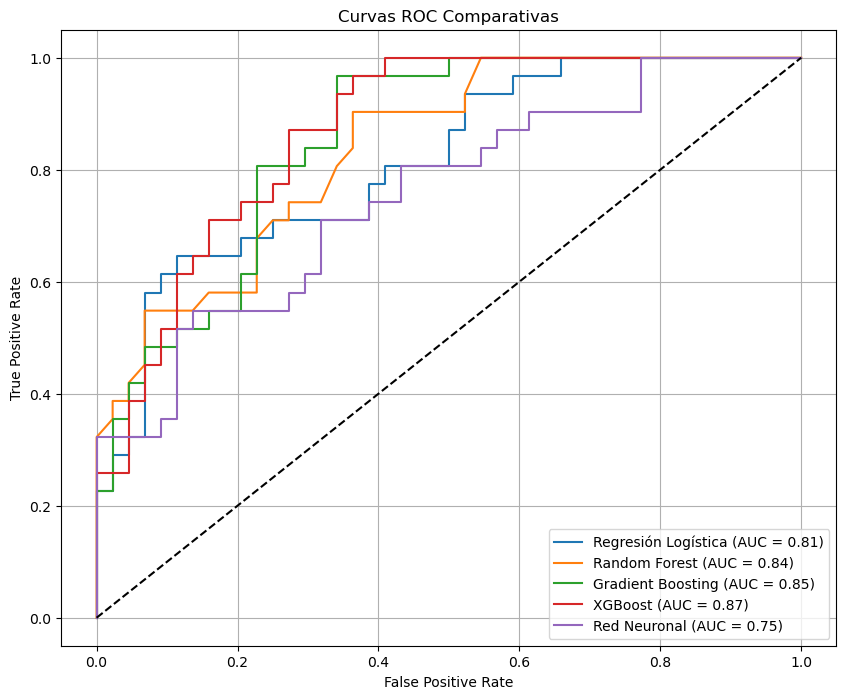 Curvas ROC Comparativas
True Positive Rate
1.0
0.8
0.6
0.4
0.2
0.0
Regresión Logística (AUC = 0.81)
Random Forest (AUC = 0.84)
Gradient Boosting (AUC = 0.85)
XGBoost (AUC = 0.87)
Red Neuronal (AUC = 0.75)
0.0 0.2 0.4 0.6 0.8 1.0
False Positive Rate